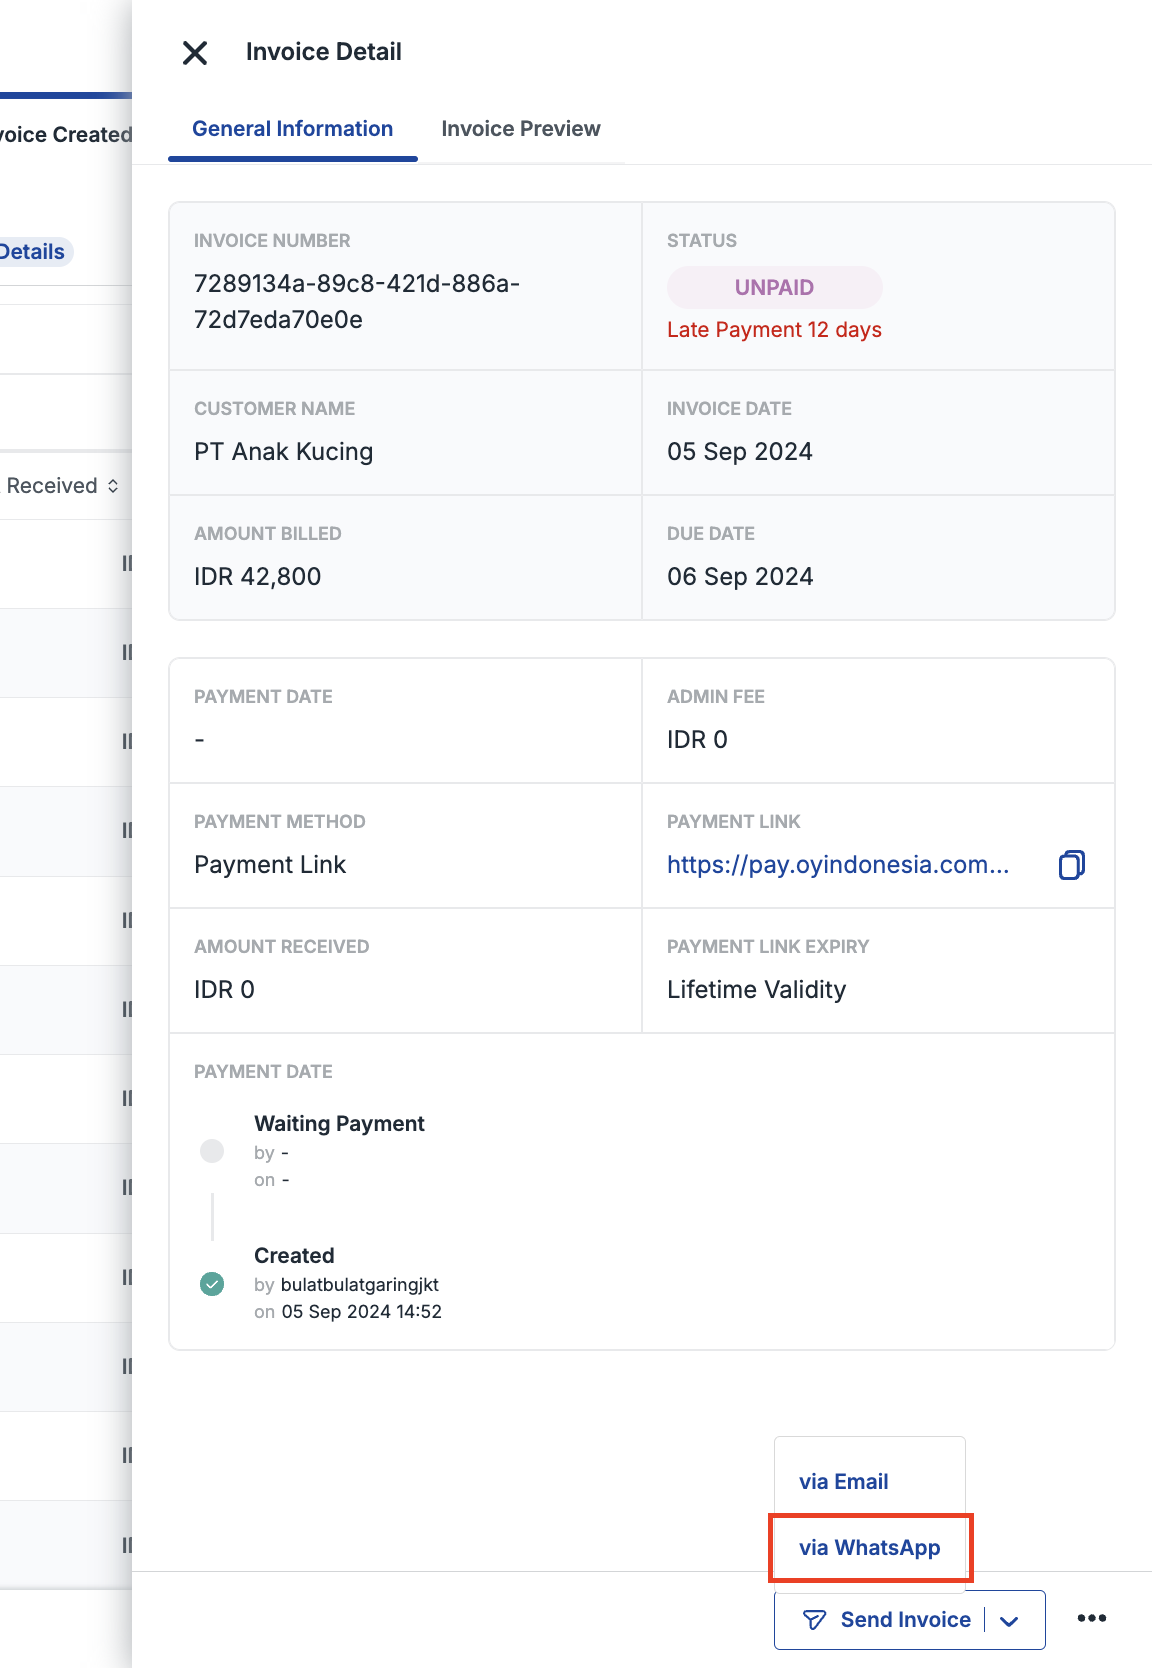 Invoice Detail
General Information
Invoice Preview
voice Created
Details
Received
INVOICE NUMBER
7289134a-89c8-421d-886a-
72d7eda70e0e
STATUS
UNPAID
Late Payment 12 days
CUSTOMER NAME
PT Anak Kucing
INVOICE DATE
05 Sep 2024
AMOUNT BILLED
IDR 42,800
DUE DATE
06 Sep 2024
PAYMENT DATE
-
ADMIN FEE
IDR 0
PAYMENT METHOD
Payment Link
PAYMENT LINK
https://pay.oyindonesia.com...
AMOUNT RECEIVED
IDR 0
PAYMENT LINK EXPIRY
Lifetime Validity
PAYMENT DATE
Waiting Payment
by -
on -
Created
by bulatbulatgaringjkt
on 05 Sep 2024 14:52
via Email
via WhatsApp
Send Invoice